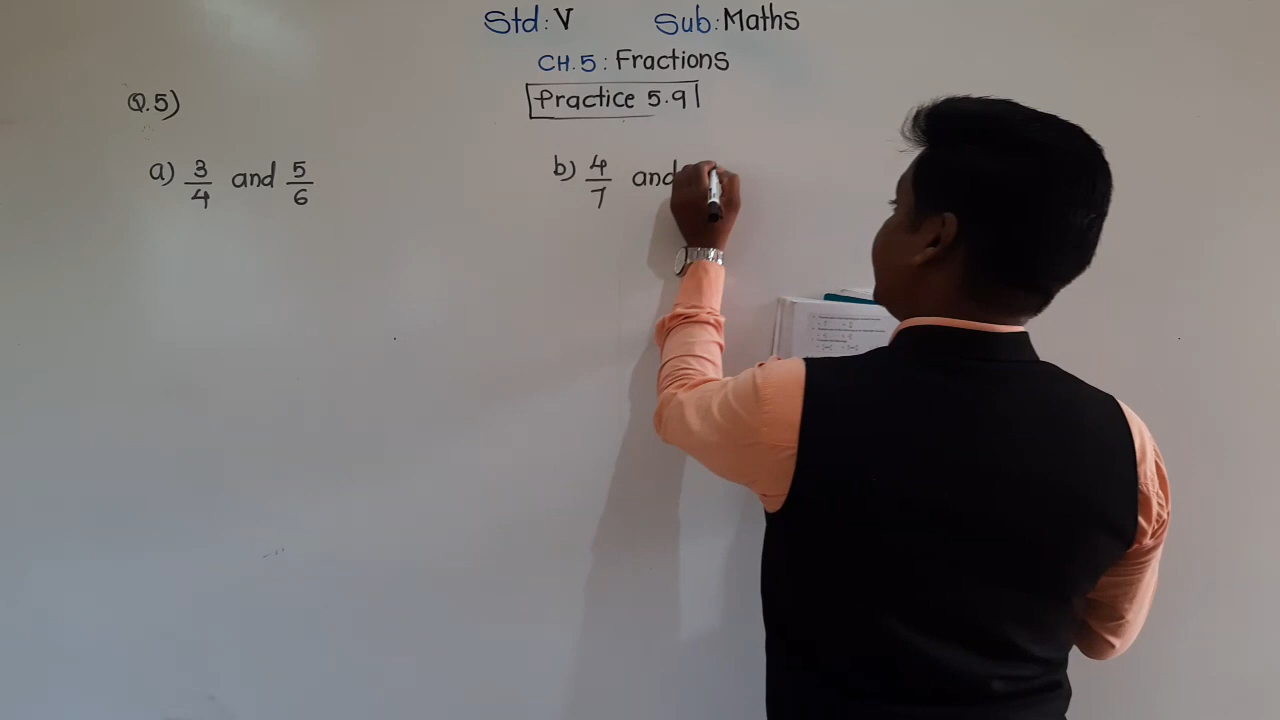 Std: V Sub: Maths
CH. 5 : Fractions
Practice 5.9
Q.5)
a) 3/4 and 5/6
b) 4/7 and